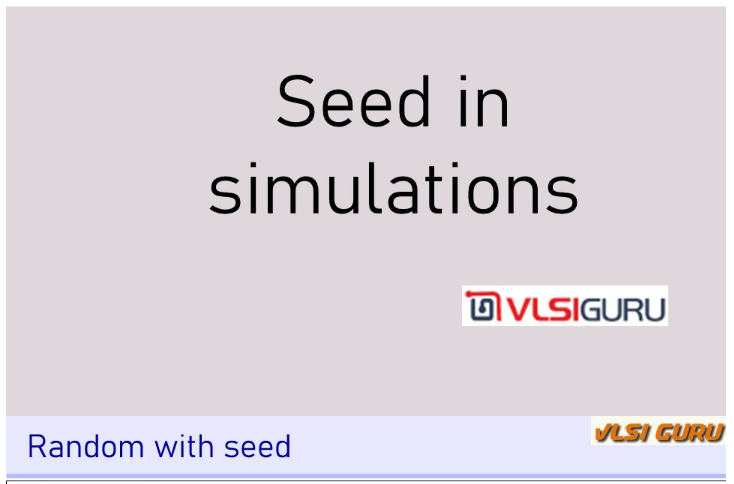 Seed in
simulations
VLSIGURU
Random with seed
VLSI GURU